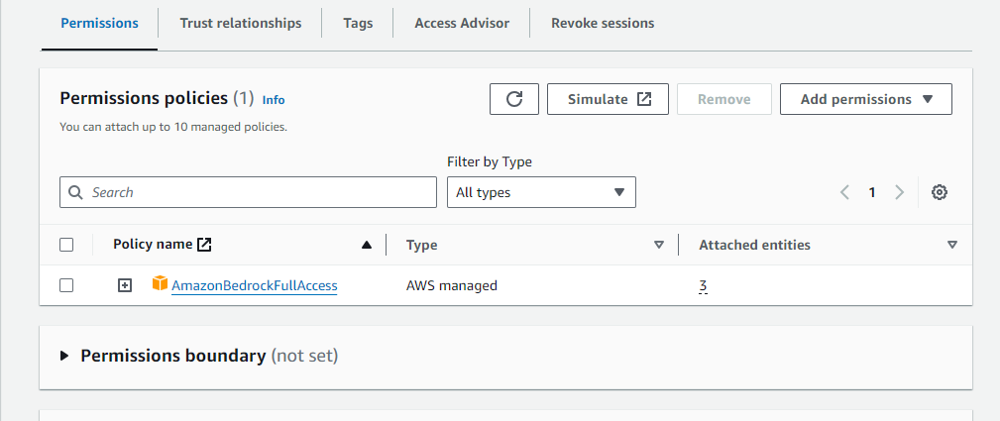 Permissions Trust relationships Tags Access Advisor Revoke sessions
Permissions policies (1) Info
Simulate Remove Add permissions
You can attach up to 10 managed policies.
Filter by Type
Search All types 1
Policy name Type Attached entities
AmazonBedrockFullAccess AWS managed 3
Permissions boundary (not set)